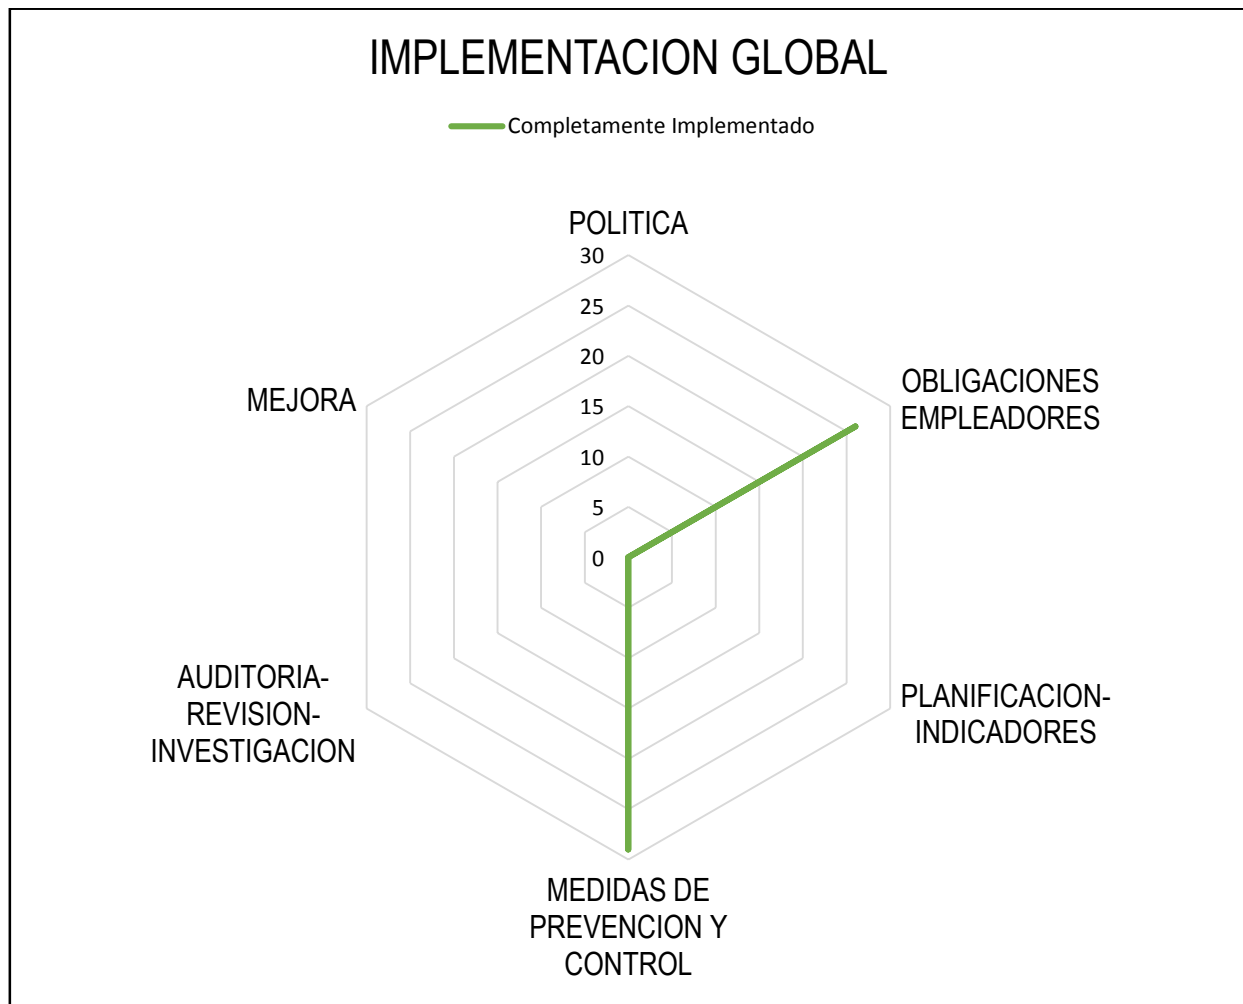 IMPLEMENTACION GLOBAL
Completamente Implementado
POLITICA
30
25
20
15
10
5
0
OBLIGACIONES
EMPLEADORES
PLANIFICACION-
INDICADORES
MEDIDAS DE
PREVENCION Y
CONTROL
AUDITORIA-
REVISION-
INVESTIGACION
MEJORA